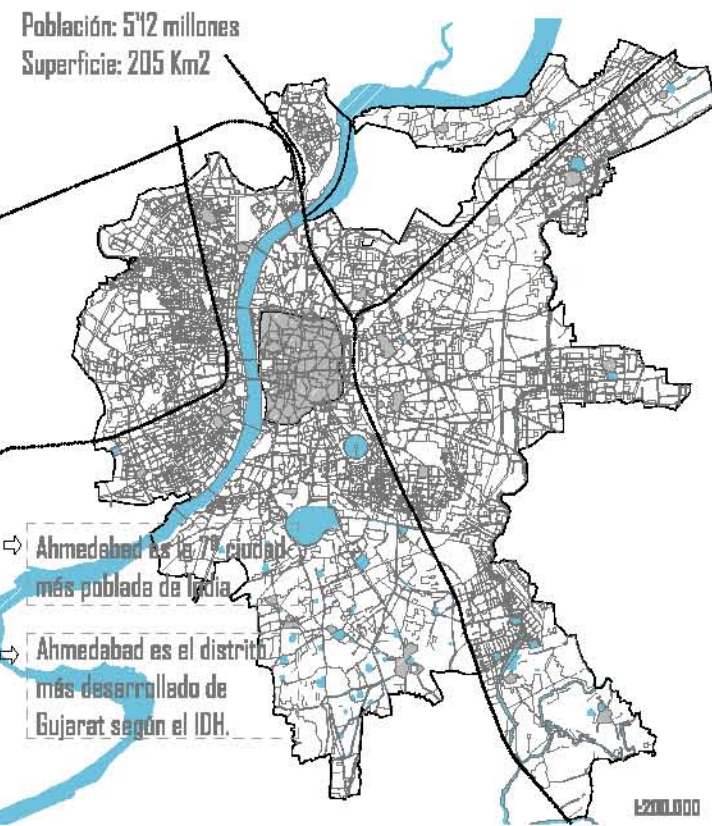 Población: 5'12 millones
Superficie: 205 Km2
Ahmedabad es la 7ª ciudad
más poblada de India.
Ahmedabad es el distrito
más desarrollado de
Gujarat según el IDH.
1:200.000